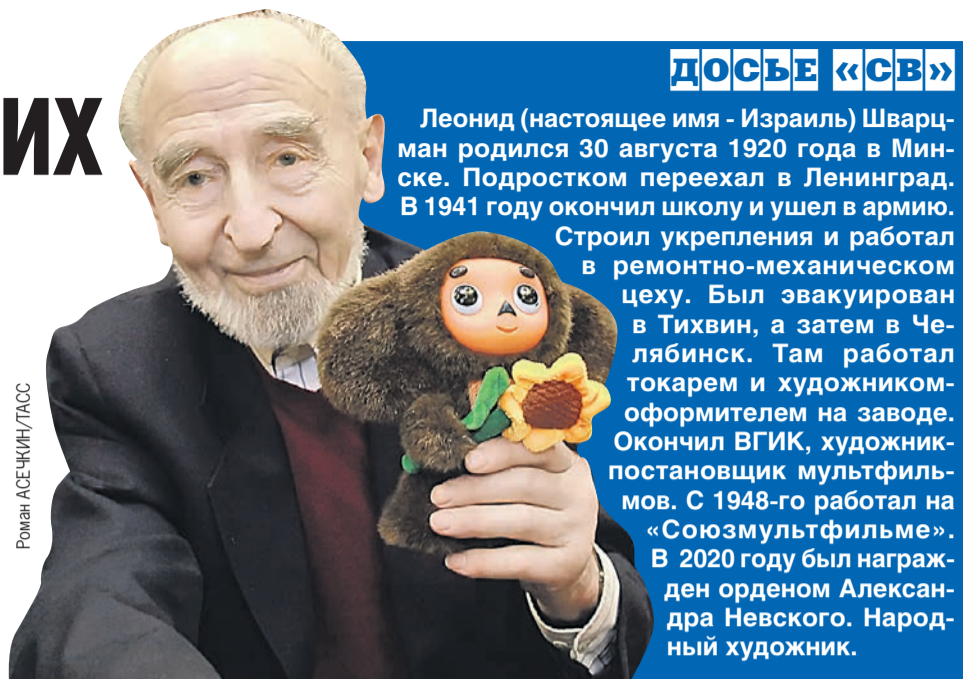 ИХ
ДОСЬЕ «СВ»
Леонид (настоящее имя - Израиль) Шварц-
ман родился 30 августа 1920 года в Мин-
ске. Подростком переехал в Ленинград.
В 1941 году окончил школу и ушел в армию.
Строил укрепления и работал
в ремонтно-механическом
цеху. Был эвакуирован
в Тихвин, а затем в Че-
лябинск. Там работал
токарем и художником-
оформителем на заводе.
Окончил ВГИК, художник-
постановщик мультфиль-
мов. С 1948-го работал на
«Союзмультфильме».
В 2020 году был награж-
ден орденом Алексан-
дра Невского. Народ-
ный художник.
Роман АСЕЧКИН/ТАСС